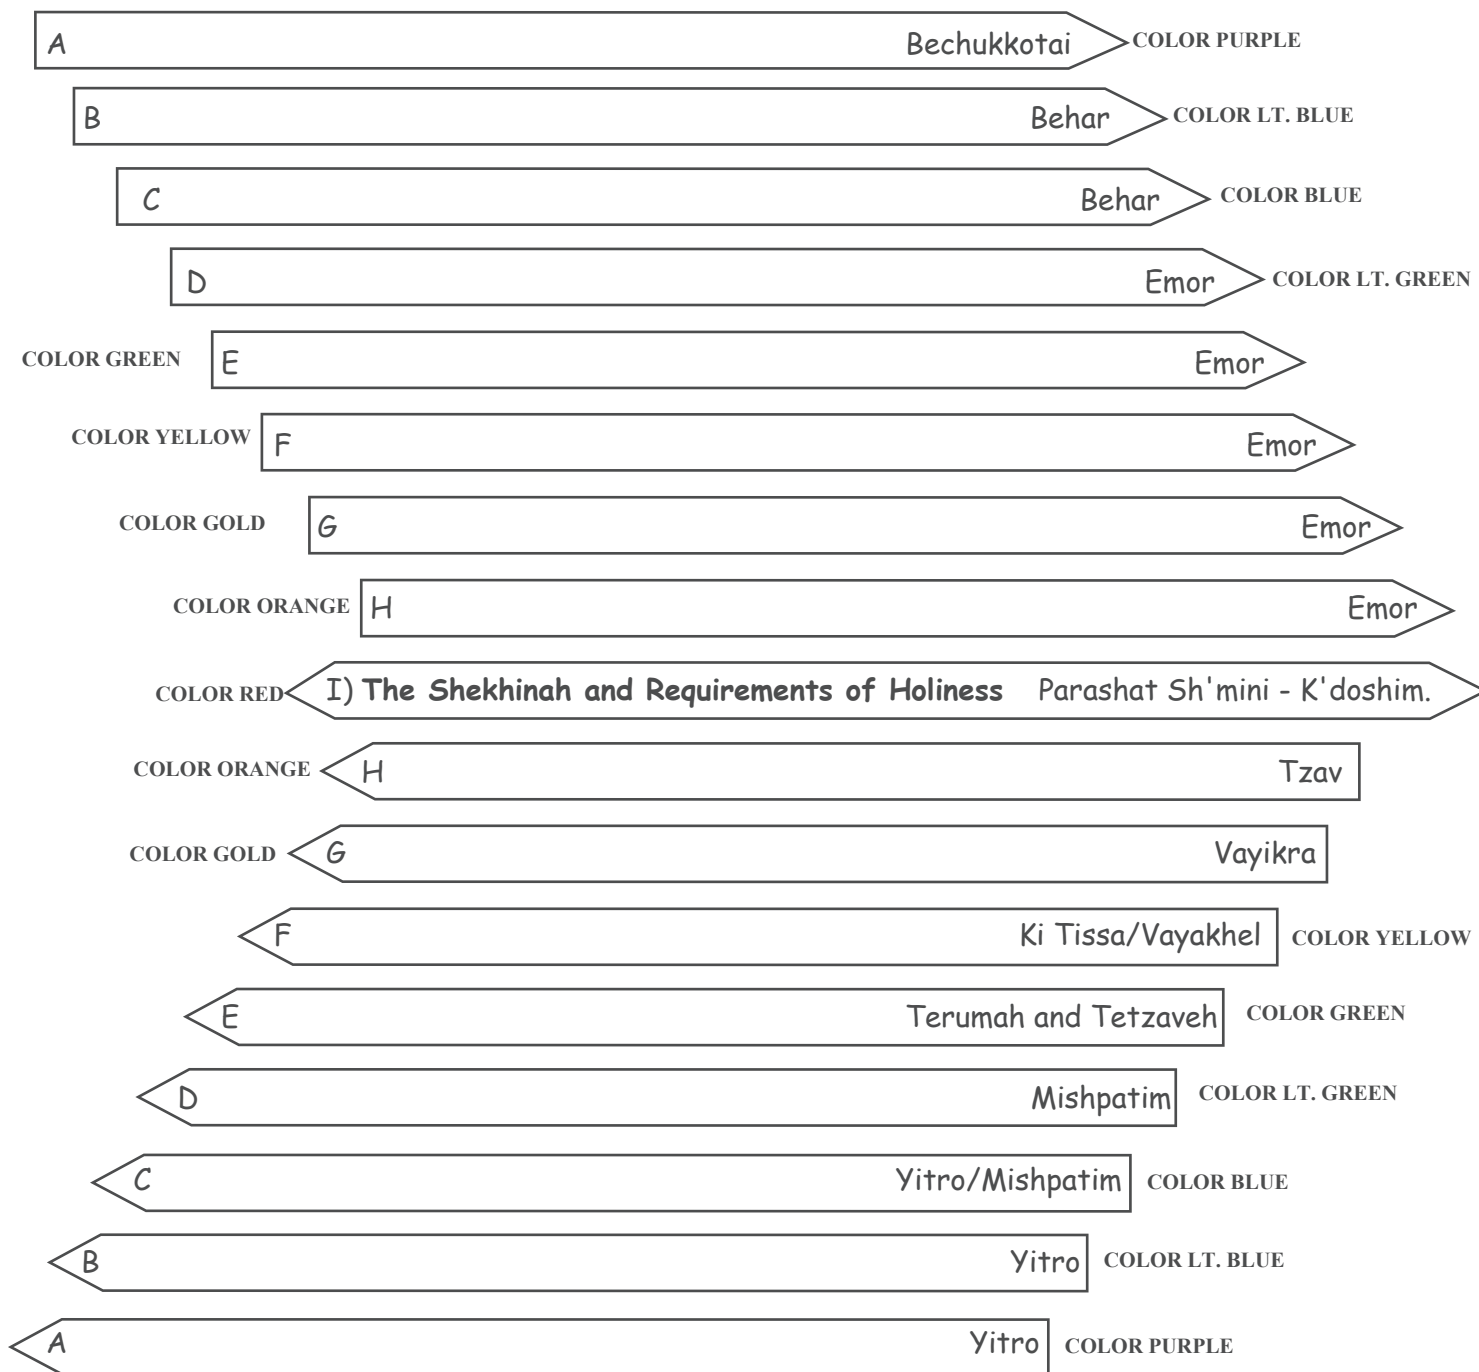 A Bechukkotai COLOR PURPLE
B Behar COLOR LT. BLUE
C Behar COLOR BLUE
D Emor COLOR LT. GREEN
COLOR GREEN E Emor
COLOR YELLOW F Emor
COLOR GOLD G Emor
COLOR ORANGE H Emor
COLOR RED I) The Shekhinah and Requirements of Holiness Parashat Sh'mini - K'doshim.
COLOR ORANGE H Tzav
COLOR GOLD G Vayikra
F Ki Tissa/Vayakhel COLOR YELLOW
E Terumah and Tetzaveh COLOR GREEN
D Mishpatim COLOR LT. GREEN
C Yitro/Mishpatim COLOR BLUE
B Yitro COLOR LT. BLUE
A Yitro COLOR PURPLE